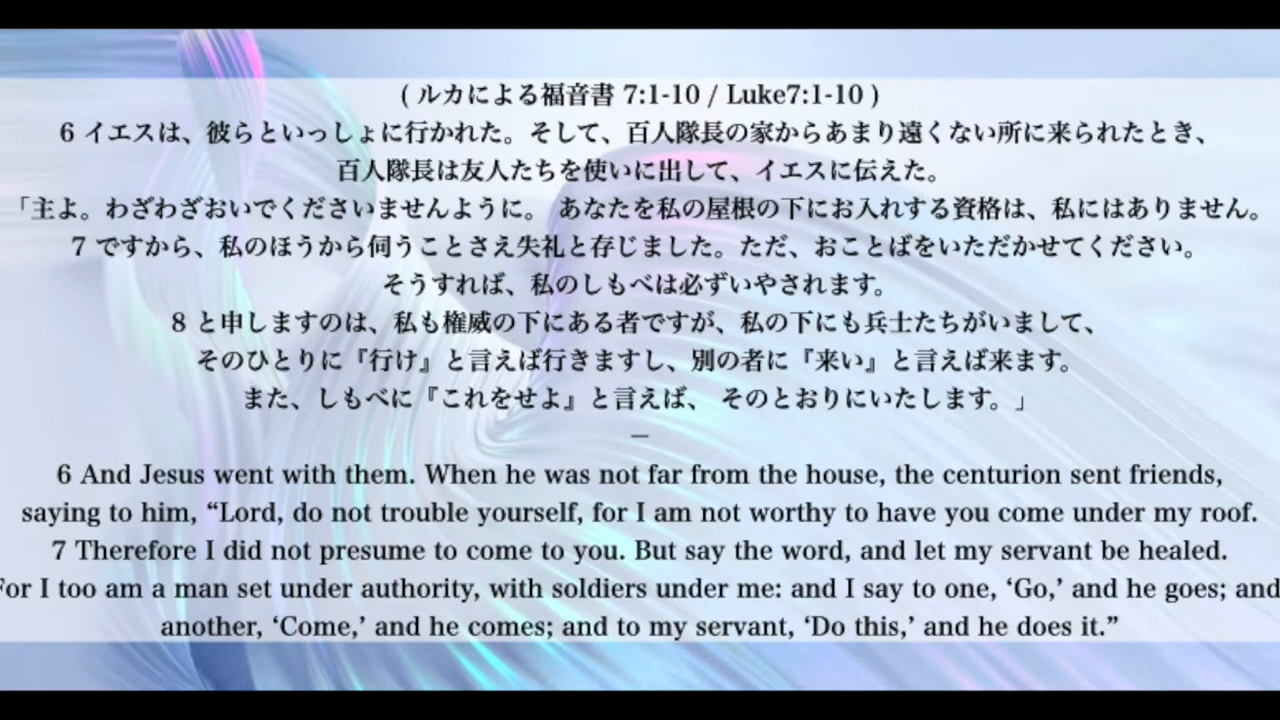 ( ルカによる福音書 7:1-10 / Luke7:1-10 )
6 イエスは、彼らといっしょに行かれた。そして、百人隊長の家からあまり遠くない所に来られたとき、
百人隊長は友人たちを使いに出して、イエスに伝えた。
「主よ。わざわざおいでくださいませんように。 あなたを私の屋根の下にお入れする資格は、私にはありません。
7 ですから、私のほうから伺うことさえ失礼と存じました。ただ、おことばをいただかせてください。
そうすれば、私のしもべは必ずいやされます。
8 と申しますのは、私も権威の下にある者ですが、私の下にも兵士たちがいまして、
そのひとりに『行け』と言えば行きますし、別の者に『来い』と言えば来ます。
また、しもべに『これをせよ』と言えば、 そのとおりにいたします。」
–
6 And Jesus went with them. When he was not far from the house, the centurion sent friends,
saying to him, “Lord, do not trouble yourself, for I am not worthy to have you come under my roof.
7 Therefore I did not presume to come to you. But say the word, and let my servant be healed.
For I too am a man set under authority, with soldiers under me: and I say to one, ‘Go,’ and he goes; and
another, ‘Come,’ and he comes; and to my servant, ‘Do this,’ and he does it.”